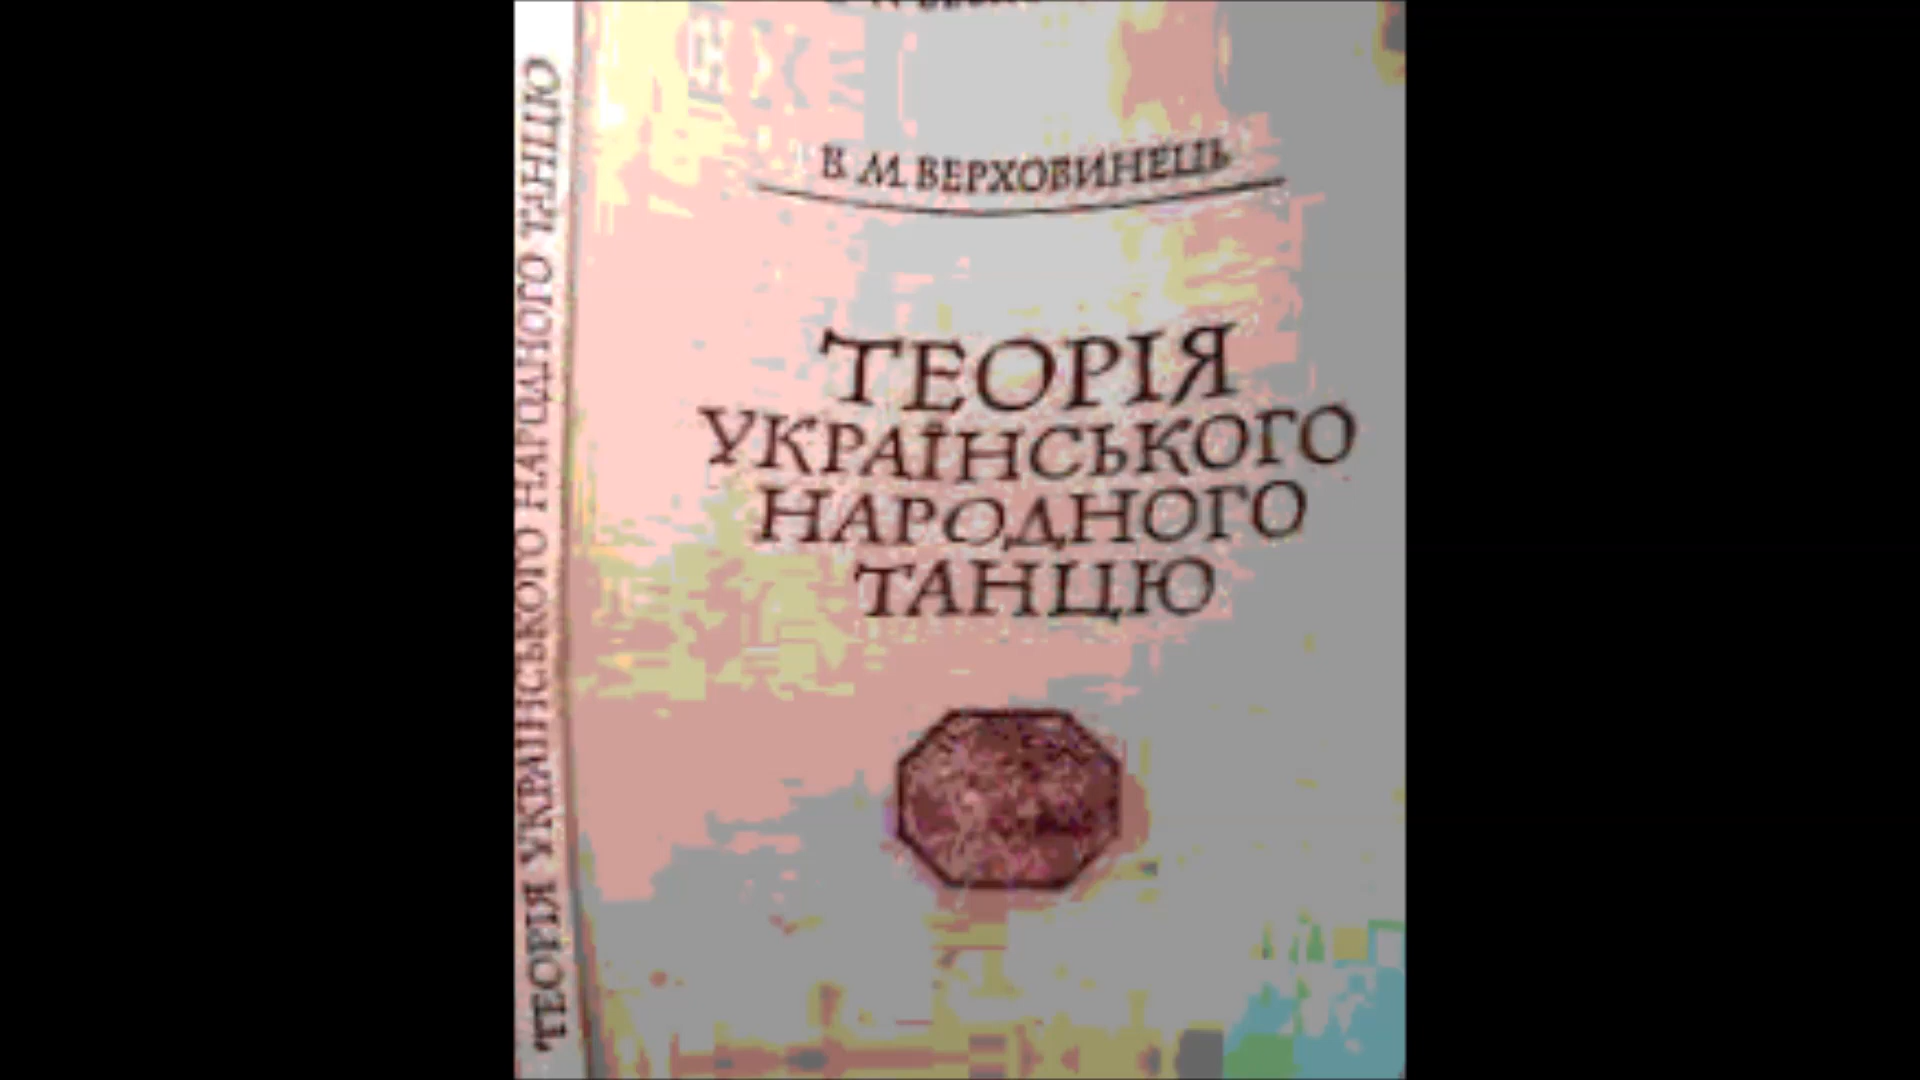 В. М. ВЕРХОВИНЕЦЬ
ТЕОРІЯ
УКРАЇНСЬКОГО
НАРОДНОГО
ТАНЦЮ
ТЕОРІЯ УКРАЇНСЬКОГО НАРОДНОГО ТАНЦЮ